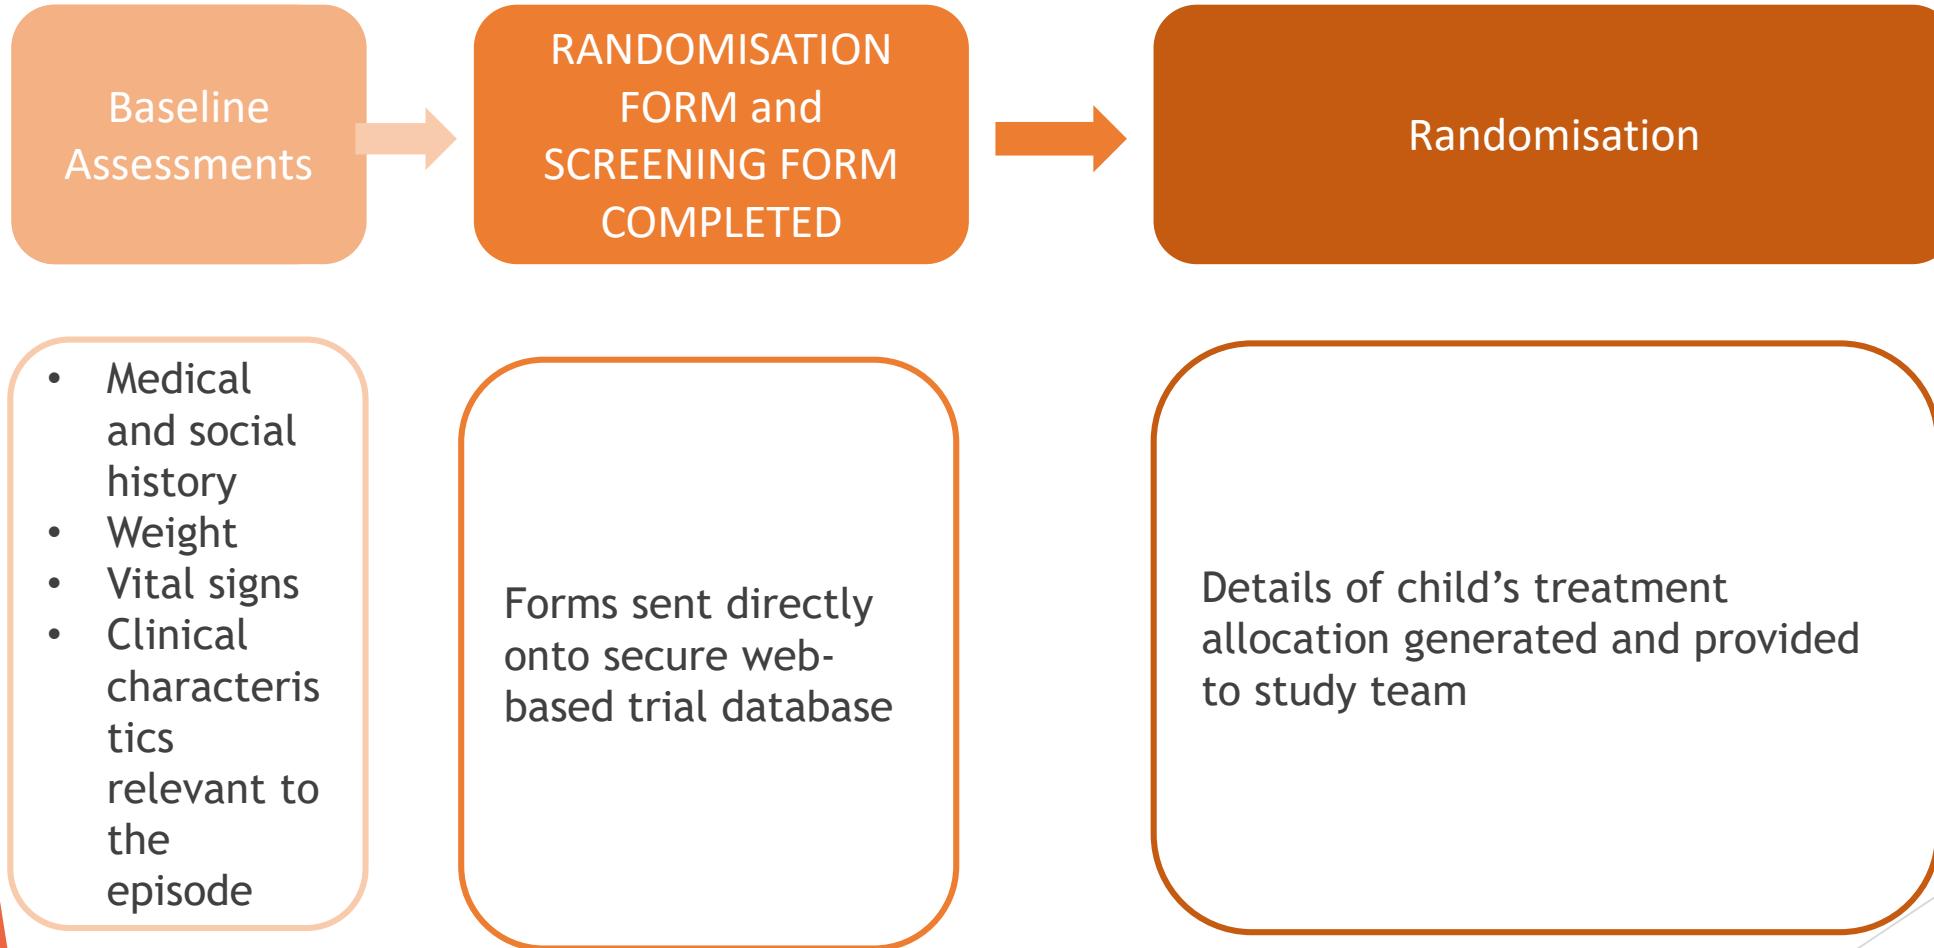 Baseline
Assessments
RANDOMISATION
FORM and
SCREENING FORM
COMPLETED
Randomisation
• Medical
and social
history
• Weight
• Vital signs
• Clinical
characteris
tics
relevant to
the
episode
Forms sent directly
onto secure web-
based trial database
Details of child’s treatment
allocation generated and provided
to study team